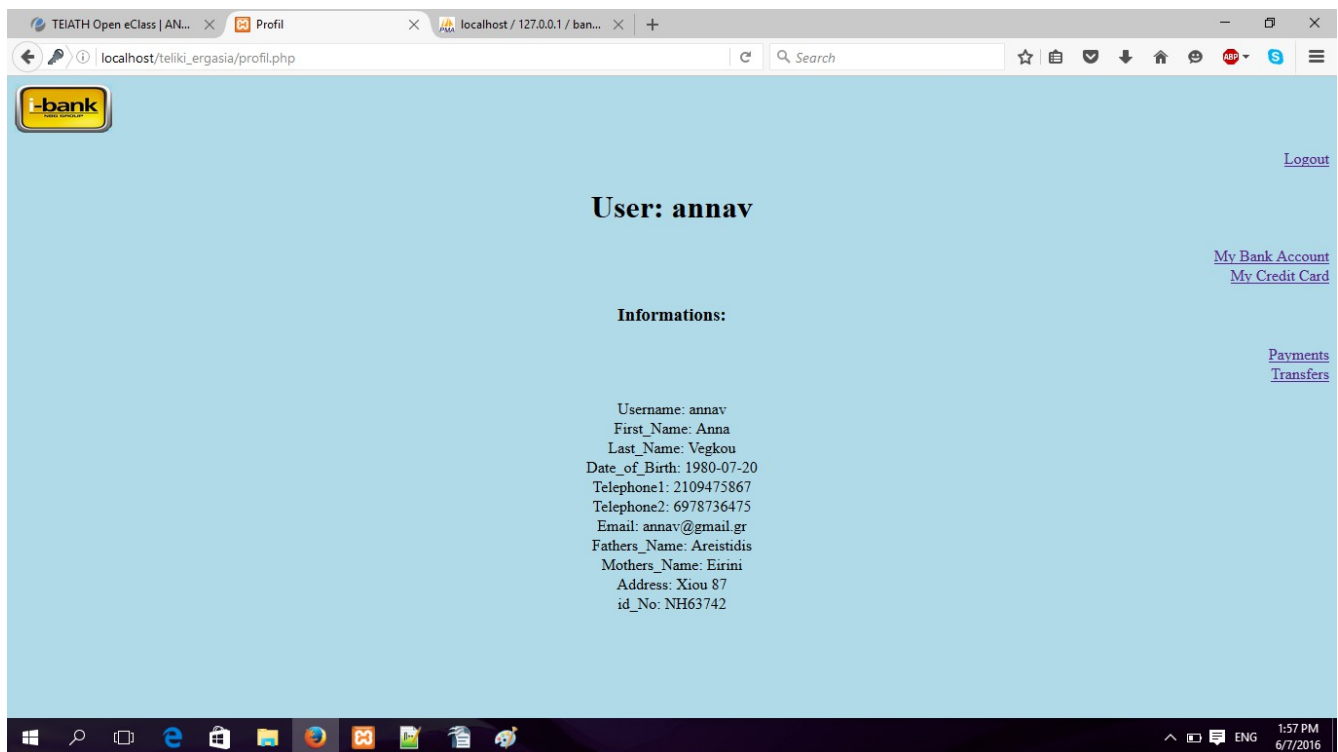 TEIATH Open eClass | AN...
Profil
localhost / 127.0.0.1 / ban...
localhost/teliki_ergasia/profil.php
Search
ABP
S
i-bank
NBG GROUP
Logout
User: annav
My Bank Account
My Credit Card
Informations:
Payments
Transfers
Username: annav
First_Name: Anna
Last_Name: Vegkou
Date_of_Birth: 1980-07-20
Telephone1: 2109475867
Telephone2: 6978736475
Email: annav@gmail.gr
Fathers_Name: Areistidis
Mothers_Name: Eirini
Address: Xiou 87
id_No: NH63742
ENG
1:57 PM
6/7/2016